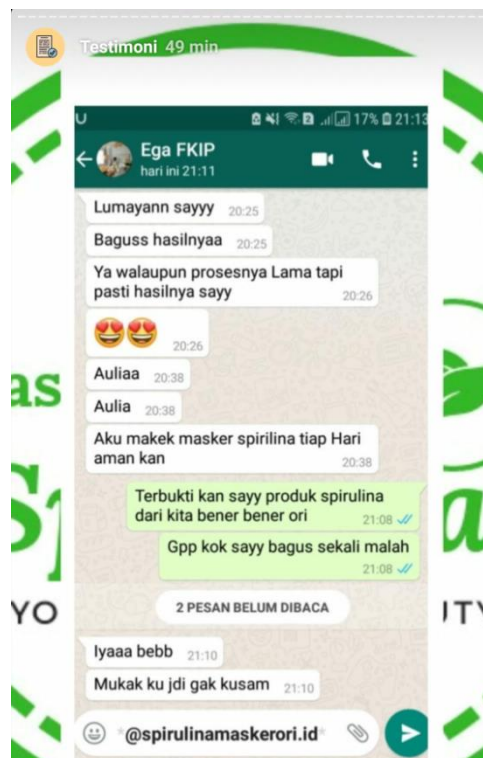 Testimoni 49 min
17% 21:13
Ega FKIP
hari ini 21:11
Lumayann sayyy 20:25
Baguss hasilnyaa 20:25
Ya walaupun prosesnya Lama tapi
pasti hasilnya sayy 20:26
20:26
Auliaa 20:38
Aulia 20:38
Aku makek masker spirilina tiap Hari
aman kan 20:38
Terbukti kan sayy produk spirulina
dari kita bener bener ori 21:08
Gpp kok sayy bagus sekali malah
21:08
2 PESAN BELUM DIBACA
Iyaaa bebb 21:10
Mukak ku jdi gak kusam 21:10
@spirulinamaskerori.id
as
Sp
a
YO
UTY